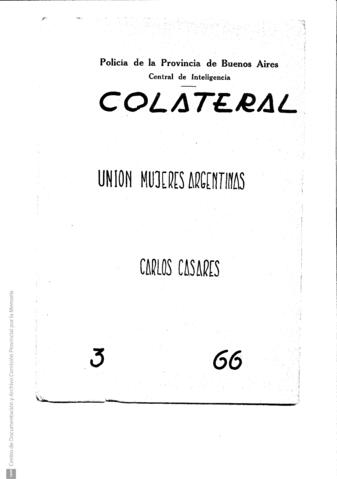 Policía de la Provincia de Buenos Aires
Central de Inteligencia
COLATERAL
UNION MUJERES ARGENTINAS
CARLOS CASARES
3 66
Centro de Documentación y Archivo Comisión Provincial por la Memoria